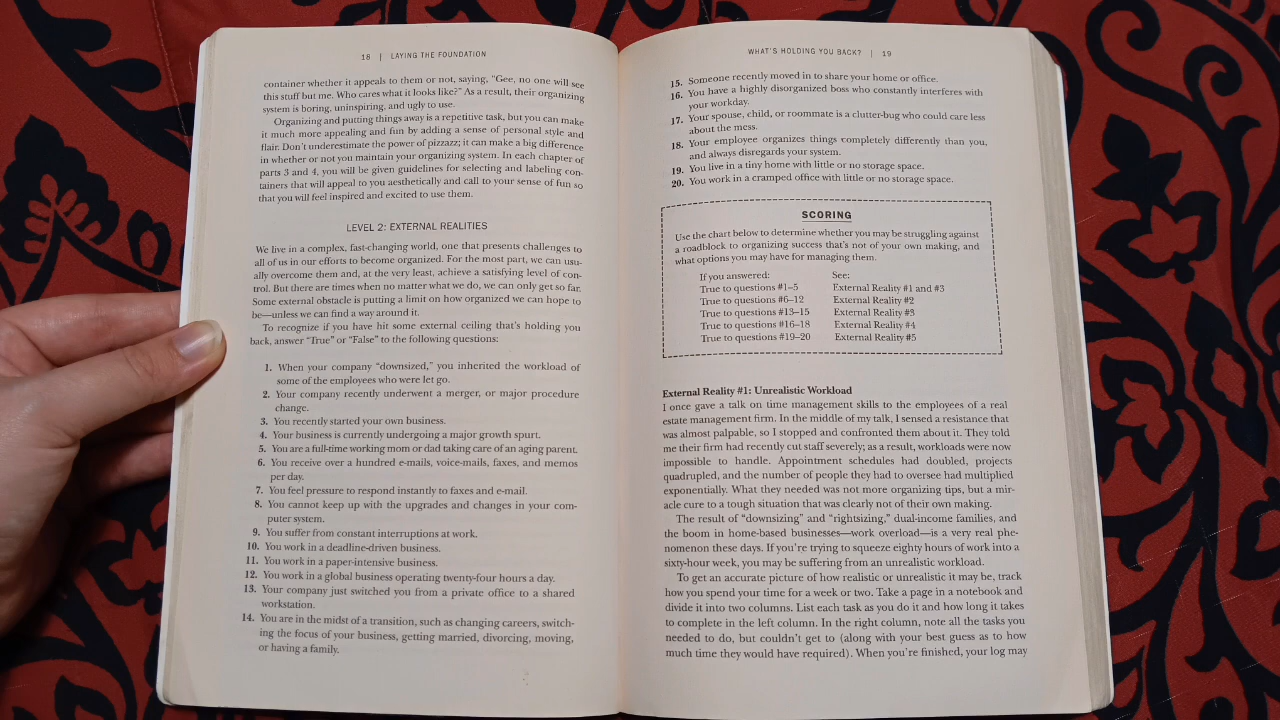 18 | LAYING THE FOUNDATION
container whether it appeals to them or not, saying, "Gee, no one will see
this stuff but me. Who cares what it looks like?" As a result, their organizing
system is boring, uninspiring, and ugly to use.
Organizing and putting things away is a repetitive task, but you can make
it much more appealing and fun by adding a sense of personal style and
flair. Don't underestimate the power of pizzazz; it can make a big difference
in whether or not you maintain your organizing system. In each chapter of
parts 3 and 4, you will be given guidelines for selecting and labeling con-
tainers that will appeal to you aesthetically and call to your sense of fun so
that you will feel inspired and excited to use them.
LEVEL 2: EXTERNAL REALITIES
We live in a complex, fast-changing world, one that presents challenges to
all of us in our efforts to become organized. For the most part, we can usu-
ally overcome them and, at the very least, achieve a satisfying level of con-
trol. But there are times when no matter what we do, we can only get so far.
Some external obstacle is putting a limit on how organized we can hope to
be—unless we can find a way around it.
To recognize if you have hit some external ceiling that's holding you
back, answer "True" or "False" to the following questions:
1. When your company "downsized," you inherited the workload of
some of the employees who were let go.
2. Your company recently underwent a merger, or major procedure
change.
3. You recently started your own business.
4. Your business is currently undergoing a major growth spurt.
5. You are a full-time working mom or dad taking care of an aging parent.
6. You receive over a hundred e-mails, voice-mails, faxes, and memos
per day.
7. You feel pressure to respond instantly to faxes and e-mail.
8. You cannot keep up with the upgrades and changes in your com-
puter system.
9. You suffer from constant interruptions at work.
10. You work in a deadline-driven business.
11. You work in a paper-intensive business.
12. You work in a global business operating twenty-four hours a day.
13. Your company just switched you from a private office to a shared
workstation.
14. You are in the midst of a transition, such as changing careers, switch-
ing the focus of your business, getting married, divorcing, moving,
or having a family.
WHAT'S HOLDING YOU BACK? | 19
15. Someone recently moved in to share your home or office.
16. You have a highly disorganized boss who constantly interferes with
your workday.
17. Your spouse, child, or roommate is a clutter-bug who could care less
about the mess.
18. Your employee organizes things completely differently than you,
and always disregards your system.
19. You live in a tiny home with little or no storage space.
20. You work in a cramped office with little or no storage space.
SCORING
Use the chart below to determine whether you may be struggling against
a roadblock to organizing success that's not of your own making, and
what options you may have for managing them.
If you answered: See:
True to questions #1–5 External Reality #1 and #3
True to questions #6–12 External Reality #2
True to questions #13–15 External Reality #3
True to questions #16–18 External Reality #4
True to questions #19–20 External Reality #5
External Reality #1: Unrealistic Workload
I once gave a talk on time management skills to the employees of a real
estate management firm. In the middle of my talk, I sensed a resistance that
was almost palpable, so I stopped and confronted them about it. They told
me their firm had recently cut staff severely; as a result, workloads were now
impossible to handle. Appointment schedules had doubled, projects
quadrupled, and the number of people they had to oversee had multiplied
exponentially. What they needed was not more organizing tips, but a mir-
acle cure to a tough situation that was clearly not of their own making.
The result of "downsizing" and "rightsizing," dual-income families, and
the boom in home-based businesses—work overload—is a very real phe-
nomenon these days. If you're trying to squeeze eighty hours of work into a
sixty-hour week, you may be suffering from an unrealistic workload.
To get an accurate picture of how realistic or unrealistic it may be, track
how you spend your time for a week or two. Take a page in a notebook and
divide it into two columns. List each task as you do it and how long it takes
to complete in the left column. In the right column, note all the tasks you
needed to do, but couldn't get to (along with your best guess as to how
much time they would have required). When you're finished, your log may